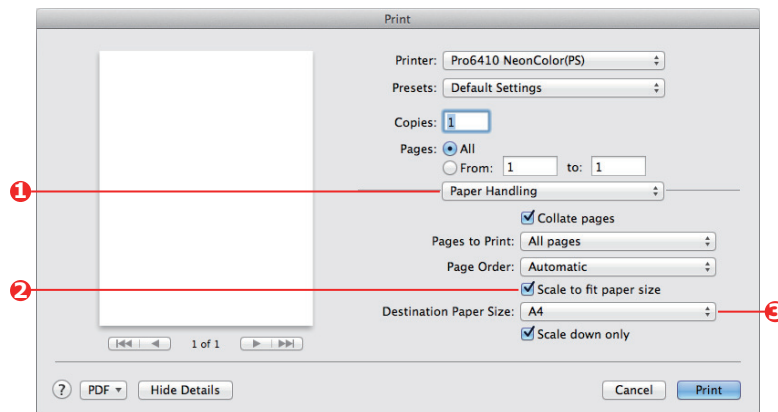 Print
Printer: Pro6410 NeonColor(PS)
Presets: Default Settings
Copies: 1
Pages: All
From: 1 to: 1
1 Paper Handling
Collate pages
Pages to Print: All pages
Page Order: Automatic
2 Scale to fit paper size
Destination Paper Size: A4 3
Scale down only
1 of 1
? PDF Hide Details Cancel Print